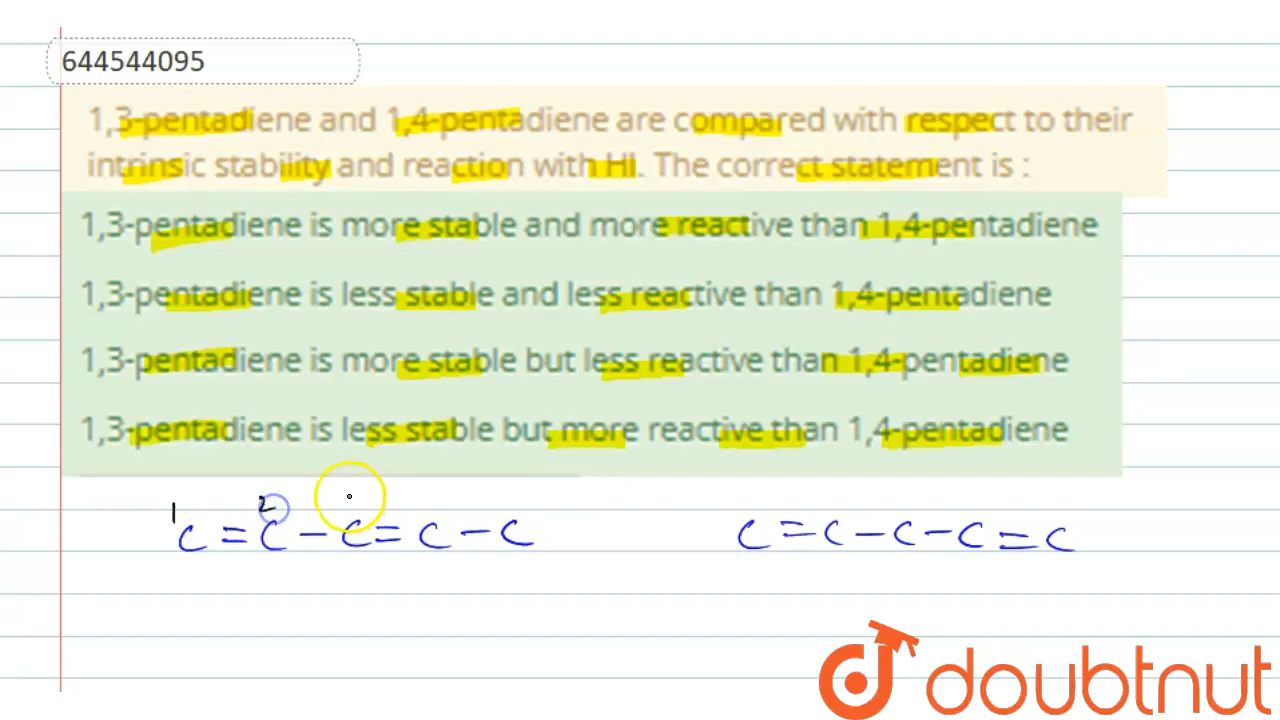 644544095
1,3-pentadiene and 1,4-pentadiene are compared with respect to their
intrinsic stability and reaction with HI. The correct statement is :
1,3-pentadiene is more stable and more reactive than 1,4-pentadiene
1,3-pentadiene is less stable and less reactive than 1,4-pentadiene
1,3-pentadiene is more stable but less reactive than 1,4-pentadiene
1,3-pentadiene is less stable but more reactive than 1,4-pentadiene
1 2
C = C - C = C - C C = C - C - C = C
doubtnut